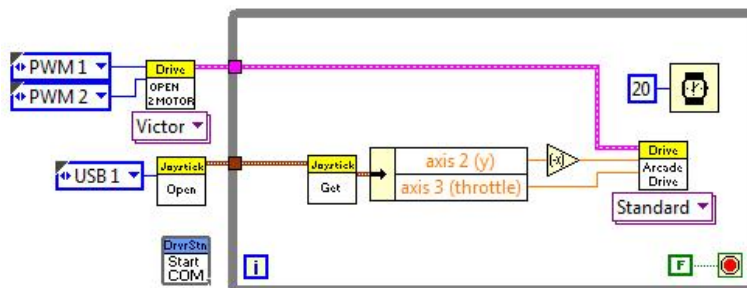 PWM 1
PWM 2
Drive
OPEN
2 MOTOR
Victor
20
USB 1
Joystick
Open
Joystick
Get
axis 2 (y)
axis 3 (throttle)
(-x)
Drive
Arcade
Drive
Standard
DrvrStn
Start
COM
i
F